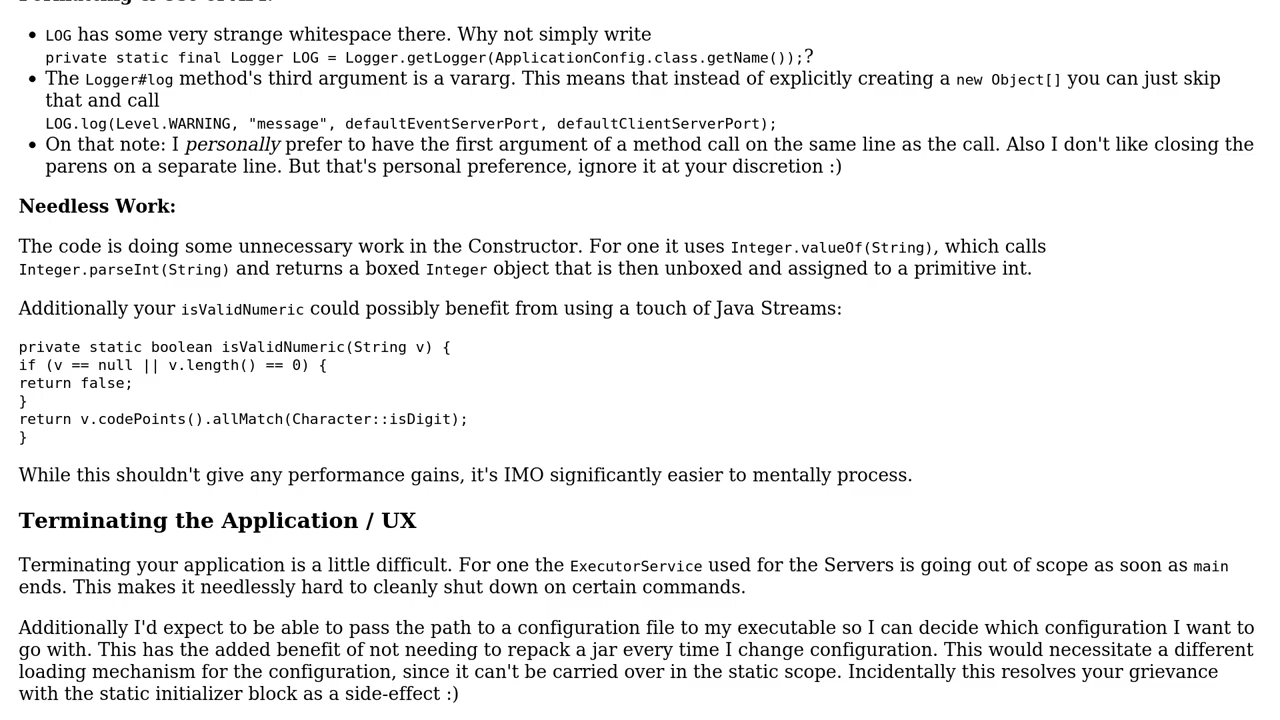 LOG has some very strange whitespace there. Why not simply write
private static final Logger LOG = Logger.getLogger(ApplicationConfig.class.getName());?
The Logger#log method's third argument is a vararg. This means that instead of explicitly creating a new Object[] you can just skip
that and call
LOG.log(Level.WARNING, "message", defaultEventServerPort, defaultClientServerPort);
On that note: I personally prefer to have the first argument of a method call on the same line as the call. Also I don't like closing the
parens on a separate line. But that's personal preference, ignore it at your discretion :)
Needless Work:
The code is doing some unnecessary work in the Constructor. For one it uses Integer.valueOf(String), which calls
Integer.parseInt(String) and returns a boxed Integer object that is then unboxed and assigned to a primitive int.
Additionally your isValidNumeric could possibly benefit from using a touch of Java Streams:
private static boolean isValidNumeric(String v) {
if (v == null || v.length() == 0) {
return false;
}
return v.codePoints().allMatch(Character::isDigit);
}
While this shouldn't give any performance gains, it's IMO significantly easier to mentally process.
Terminating the Application / UX
Terminating your application is a little difficult. For one the ExecutorService used for the Servers is going out of scope as soon as main
ends. This makes it needlessly hard to cleanly shut down on certain commands.
Additionally I'd expect to be able to pass the path to a configuration file to my executable so I can decide which configuration I want to
go with. This has the added benefit of not needing to repack a jar every time I change configuration. This would necessitate a different
loading mechanism for the configuration, since it can't be carried over in the static scope. Incidentally this resolves your grievance
with the static initializer block as a side-effect :)